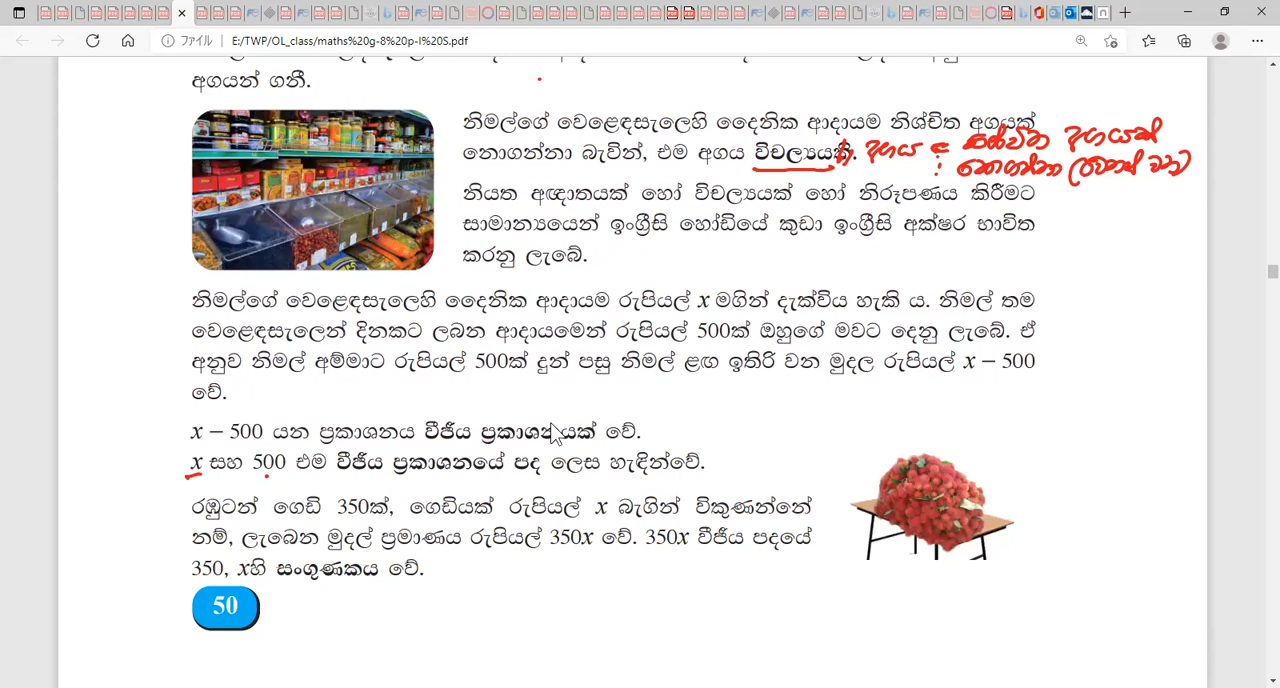 ファイル E:/TWP/OL_class/maths%20g-8%20p-I%20S.pdf
අගයන් ගනී.
නිමල්ගේ වෙළෙඳසැලෙහි දෛනික ආදායම නිශ්චිත අගයක්
නොගන්නා බැවින්, එම අගය විචල්‍යයකි.
නියත අඥාතයක් හෝ විචල්‍යයක් හෝ නිරූපණය කිරීමට
සාමාන්‍යයෙන් ඉංග්‍රීසි හෝඩියේ කුඩා ඉංග්‍රීසි අක්ෂර භාවිත
කරනු ලැබේ.
නිමල්ගේ වෙළෙඳසැලෙහි දෛනික ආදායම රුපියල් x මගින් දැක්විය හැකි ය. නිමල් තම
වෙළෙඳසැලෙන් දිනකට ලබන ආදායමෙන් රුපියල් 500ක් ඔහුගේ මවට දෙනු ලැබේ. ඒ
අනුව නිමල් අම්මාට රුපියල් 500ක් දුන් පසු නිමල් ළඟ ඉතිරි වන මුදල රුපියල් x – 500
වේ.
x – 500 යන ප්‍රකාශනය වීජීය ප්‍රකාශනයක් වේ.
x සහ 500 එම වීජීය ප්‍රකාශනයේ පද ලෙස හැඳින්වේ.
රඹුටන් ගෙඩි 350ක්, ගෙඩියක් රුපියල් x බැගින් විකුණන්නේ
නම්, ලැබෙන මුදල් ප්‍රමාණය රුපියල් 350x වේ. 350x වීජීය පදයේ
350, xහි සංගුණකය වේ.
50